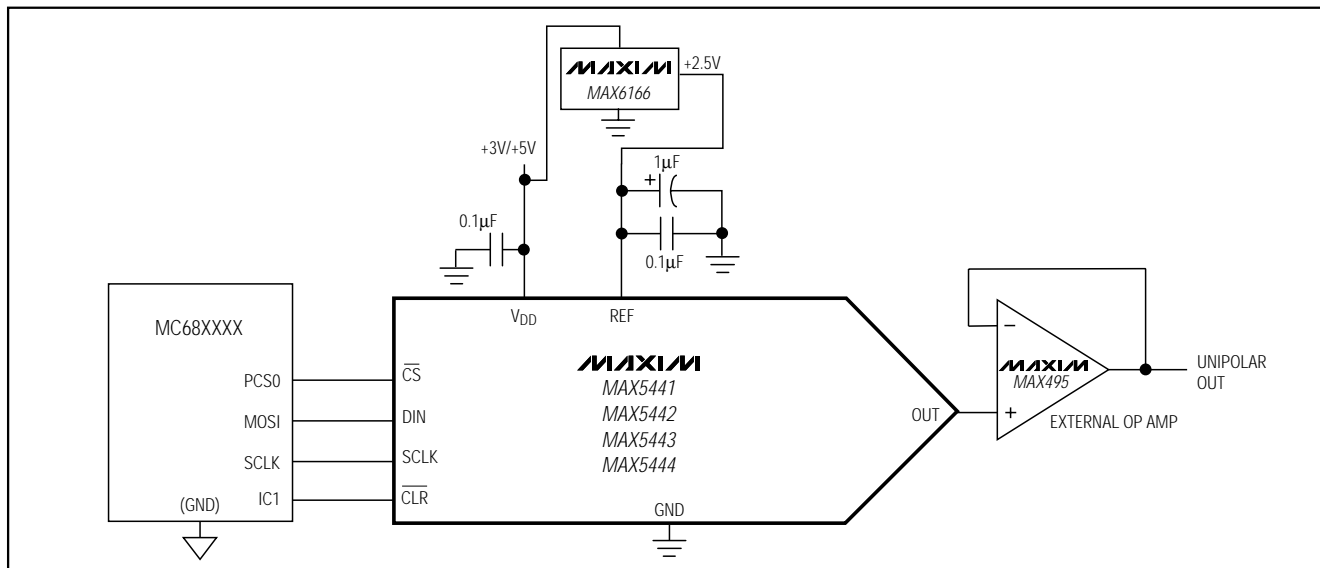 MAXIM
MAX6166
+2.5V
+3V/+5V
1µF
+
0.1µF
0.1µF
MC68XXXX
PCS0
MOSI
SCLK
IC1
(GND)
VDD
REF
CS
DIN
SCLK
CLR
MAXIM
MAX5441
MAX5442
MAX5443
MAX5444
OUT
GND
−
MAXIM
MAX495
+
EXTERNAL OP AMP
UNIPOLAR
OUT